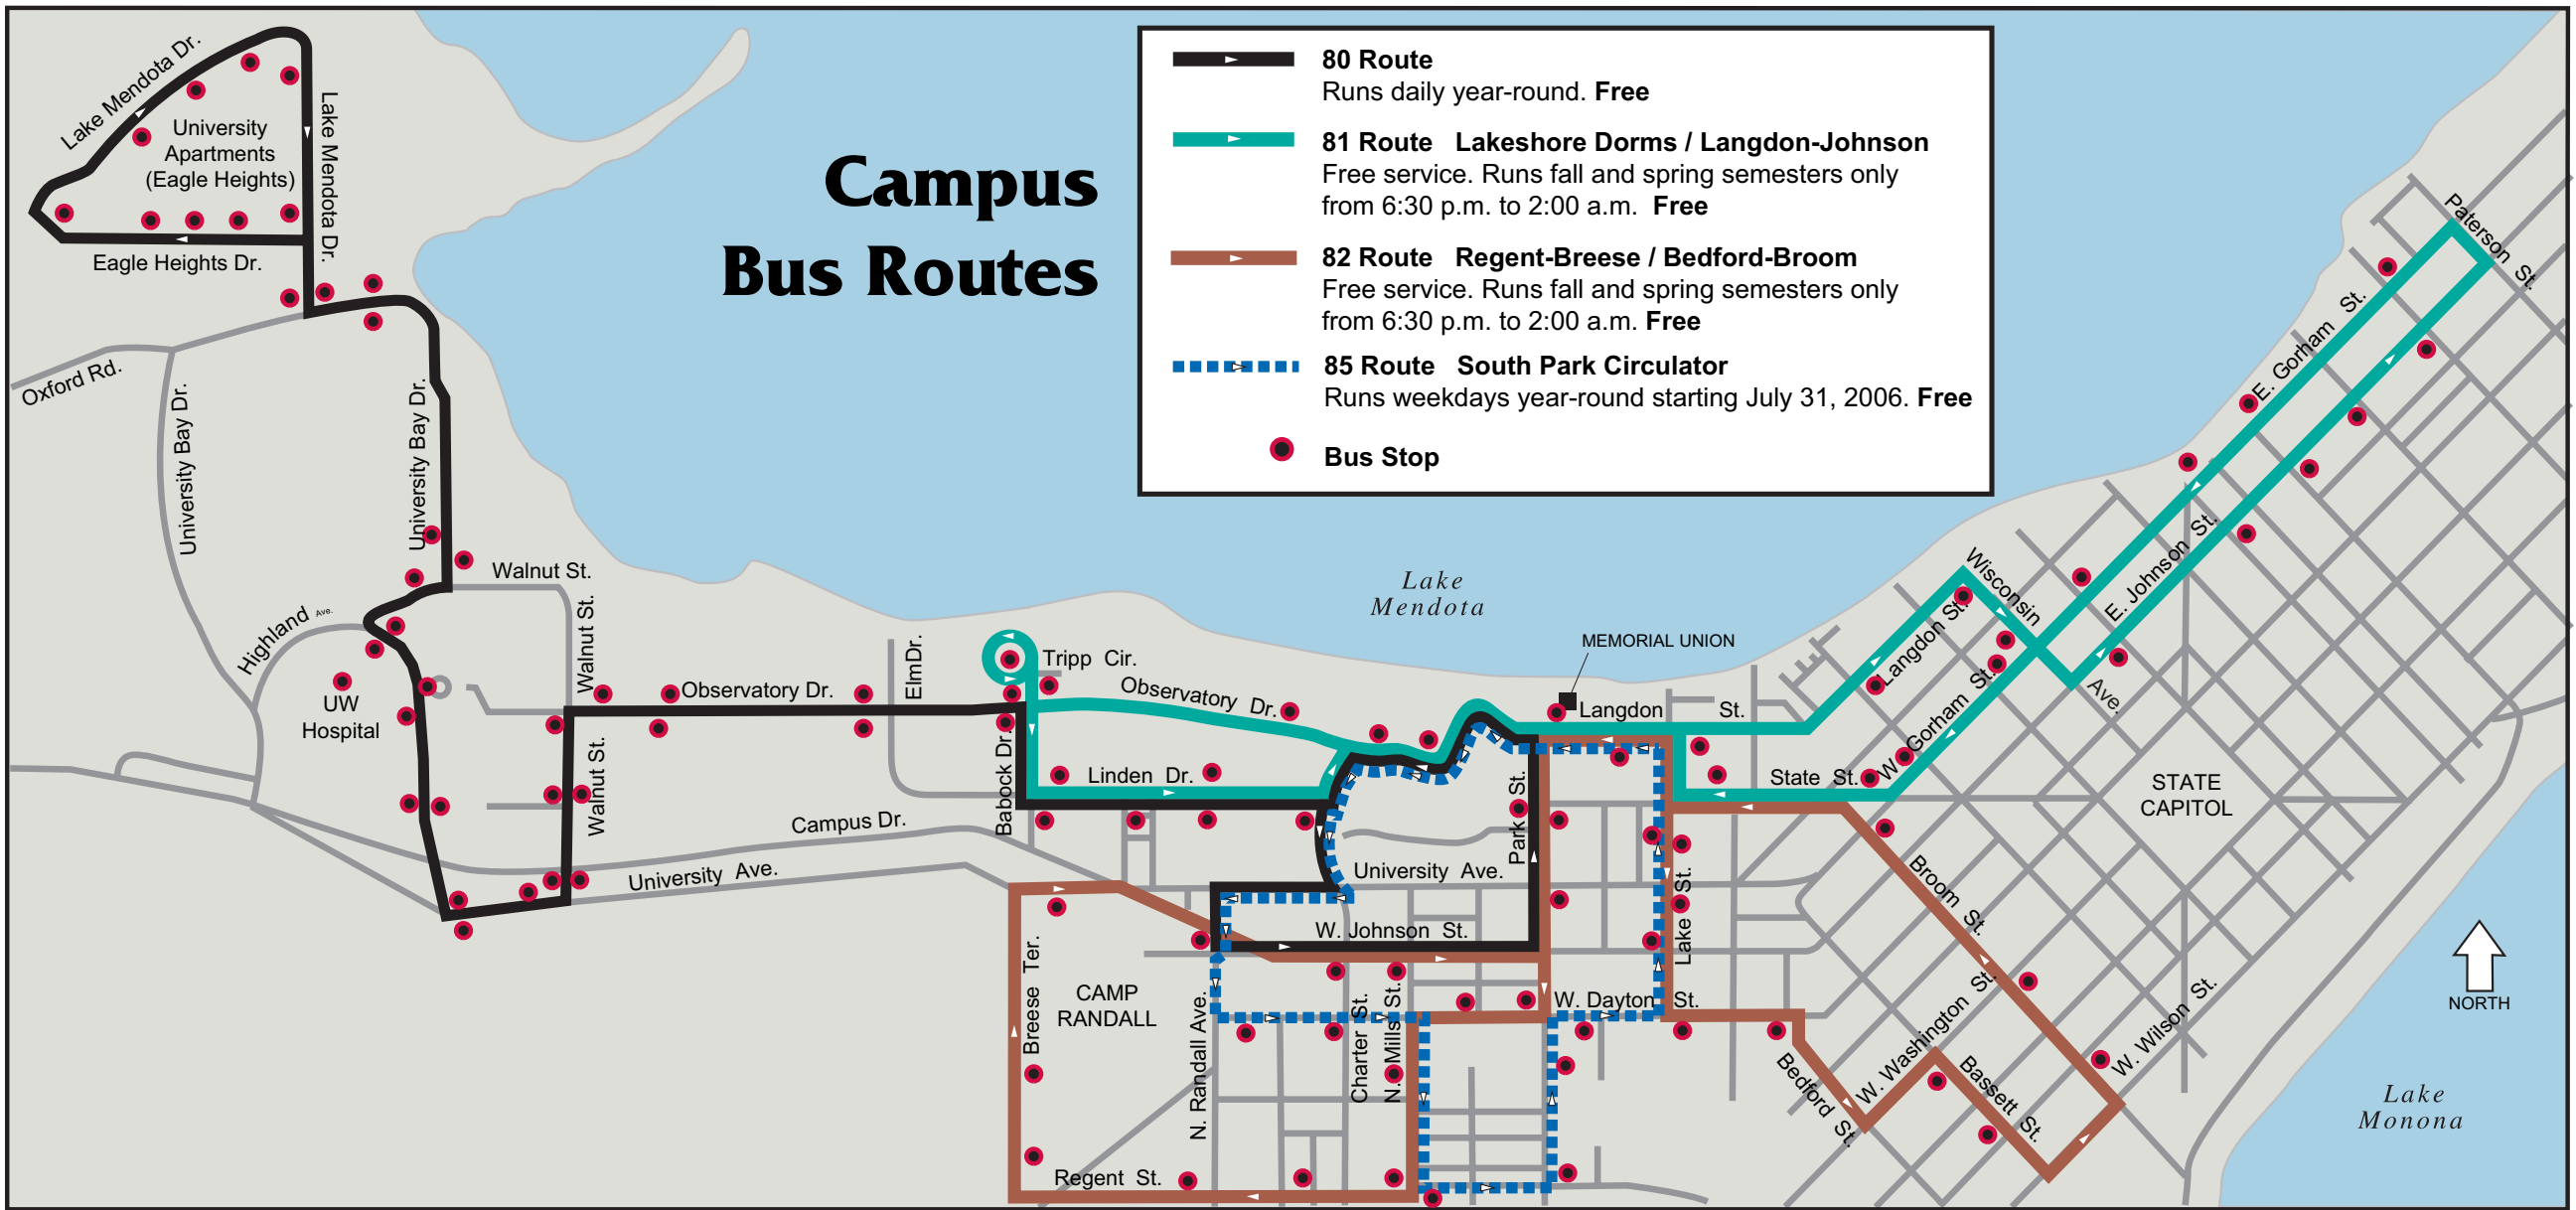 Campus
Bus Routes
80 Route
Runs daily year-round. Free
81 Route Lakeshore Dorms / Langdon-Johnson
Free service. Runs fall and spring semesters only
from 6:30 p.m. to 2:00 a.m. Free
82 Route Regent-Breese / Bedford-Broom
Free service. Runs fall and spring semesters only
from 6:30 p.m. to 2:00 a.m. Free
85 Route South Park Circulator
Runs weekdays year-round starting July 31, 2006. Free
Bus Stop
Lake Mendota Dr.
Lake Mendota Dr.
University
Apartments
(Eagle Heights)
Eagle Heights Dr.
Oxford Rd.
University Bay Dr.
University Bay Dr.
Walnut St.
Walnut St.
Walnut St.
Highland Ave.
UW
Hospital
Observatory Dr.
Elm Dr.
Tripp Cir.
Observatory Dr.
Babock Dr.
Linden Dr.
Campus Dr.
University Ave.
University Ave.
Lake
Mendota
MEMORIAL UNION
Langdon St.
Park St.
State St.
W. Johnson St.
Lake St.
W. Dayton St.
Breese Ter.
CAMP
RANDALL
N. Randall Ave.
Charter St.
N. Mills St.
Regent St.
Langdon St.
Wisconsin Ave.
W. Gorham St.
E. Gorham St.
E. Johnson St.
Paterson St.
STATE
CAPITOL
Broom St.
W. Washington St.
Bedford St.
Bassett St.
W. Wilson St.
NORTH
Lake
Monona